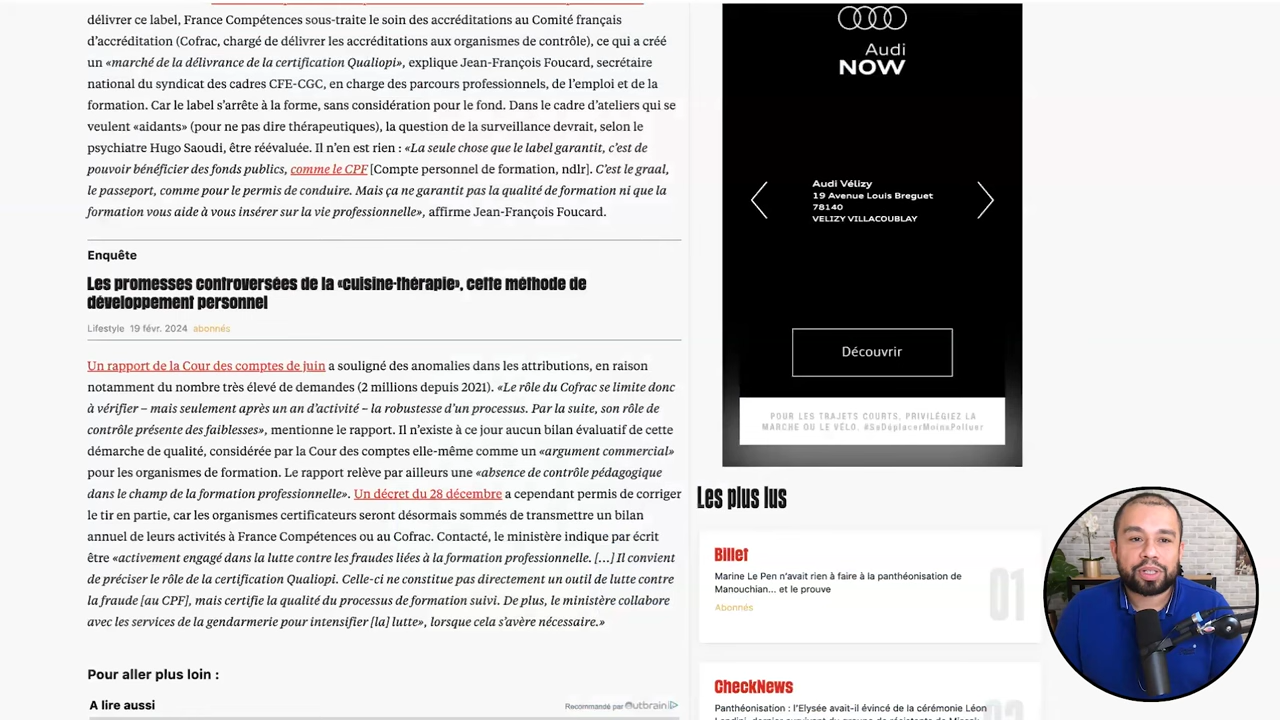 délivrer ce label, France Compétences sous-traite le soin des accréditations au Comité français
d’accréditation (Cofrac, chargé de délivrer les accréditations aux organismes de contrôle), ce qui a créé
un «marché de la délivrance de la certification Qualiopi», explique Jean-François Foucard, secrétaire
national du syndicat des cadres CFE-CGC, en charge des parcours professionnels, de l’emploi et de la
formation. Car le label s’arrête à la forme, sans considération pour le fond. Dans le cadre d’ateliers qui se
veulent «aidants» (pour ne pas dire thérapeutiques), la question de la surveillance devrait, selon le
psychiatre Hugo Saoudi, être réévaluée. Il n’en est rien : «La seule chose que le label garantit, c’est de
pouvoir bénéficier des fonds publics, comme le CPF [Compte personnel de formation, ndlr]. C’est le graal,
le passeport, comme pour le permis de conduire. Mais ça ne garantit pas la qualité de formation ni que la
formation vous aide à vous insérer sur la vie professionnelle», affirme Jean-François Foucard.
Enquête
Les promesses controversées de la «cuisine-thérapie», cette méthode de
développement personnel
Lifestyle 19 févr. 2024 abonnés
Un rapport de la Cour des comptes de juin a souligné des anomalies dans les attributions, en raison
notamment du nombre très élevé de demandes (2 millions depuis 2021). «Le rôle du Cofrac se limite donc
à vérifier – mais seulement après un an d’activité – la robustesse d’un processus. Par la suite, son rôle de
contrôle présente des faiblesses», mentionne le rapport. Il n’existe à ce jour aucun bilan évaluatif de cette
démarche de qualité, considérée par la Cour des comptes elle-même comme un «argument commercial»
pour les organismes de formation. Le rapport relève par ailleurs une «absence de contrôle pédagogique
dans le champ de la formation professionnelle». Un décret du 28 décembre a cependant permis de corriger
le tir en partie, car les organismes certificateurs seront désormais sommés de transmettre un bilan
annuel de leurs activités à France Compétences ou au Cofrac. Contacté, le ministère indique par écrit
être «activement engagé dans la lutte contre les fraudes liées à la formation professionnelle. [...] Il convient
de préciser le rôle de la certification Qualiopi. Celle-ci ne constitue pas directement un outil de lutte contre
la fraude [au CPF], mais certifie la qualité du processus de formation suivi. De plus, le ministère collabore
avec les services de la gendarmerie pour intensifier [la] lutte», lorsque cela s’avère nécessaire.»
Pour aller plus loin :
A lire aussi
Recommandé par Outbrain
Audi
NOW
Audi Vélizy
19 Avenue Louis Breguet
78140
VELIZY VILLACOUBLAY
Découvrir
POUR LES TRAJETS COURTS, PRIVILÉGIEZ LA
MARCHE OU LE VÉLO. #SeDéplacerMoinsPolluer
Les plus lus
Billet
Marine Le Pen n’avait rien à faire à la panthéonisation de
Manouchian... et le prouve
Abonnés
01
CheckNews
Panthéonisation : l’Elysée avait-il évincé de la cérémonie Léon